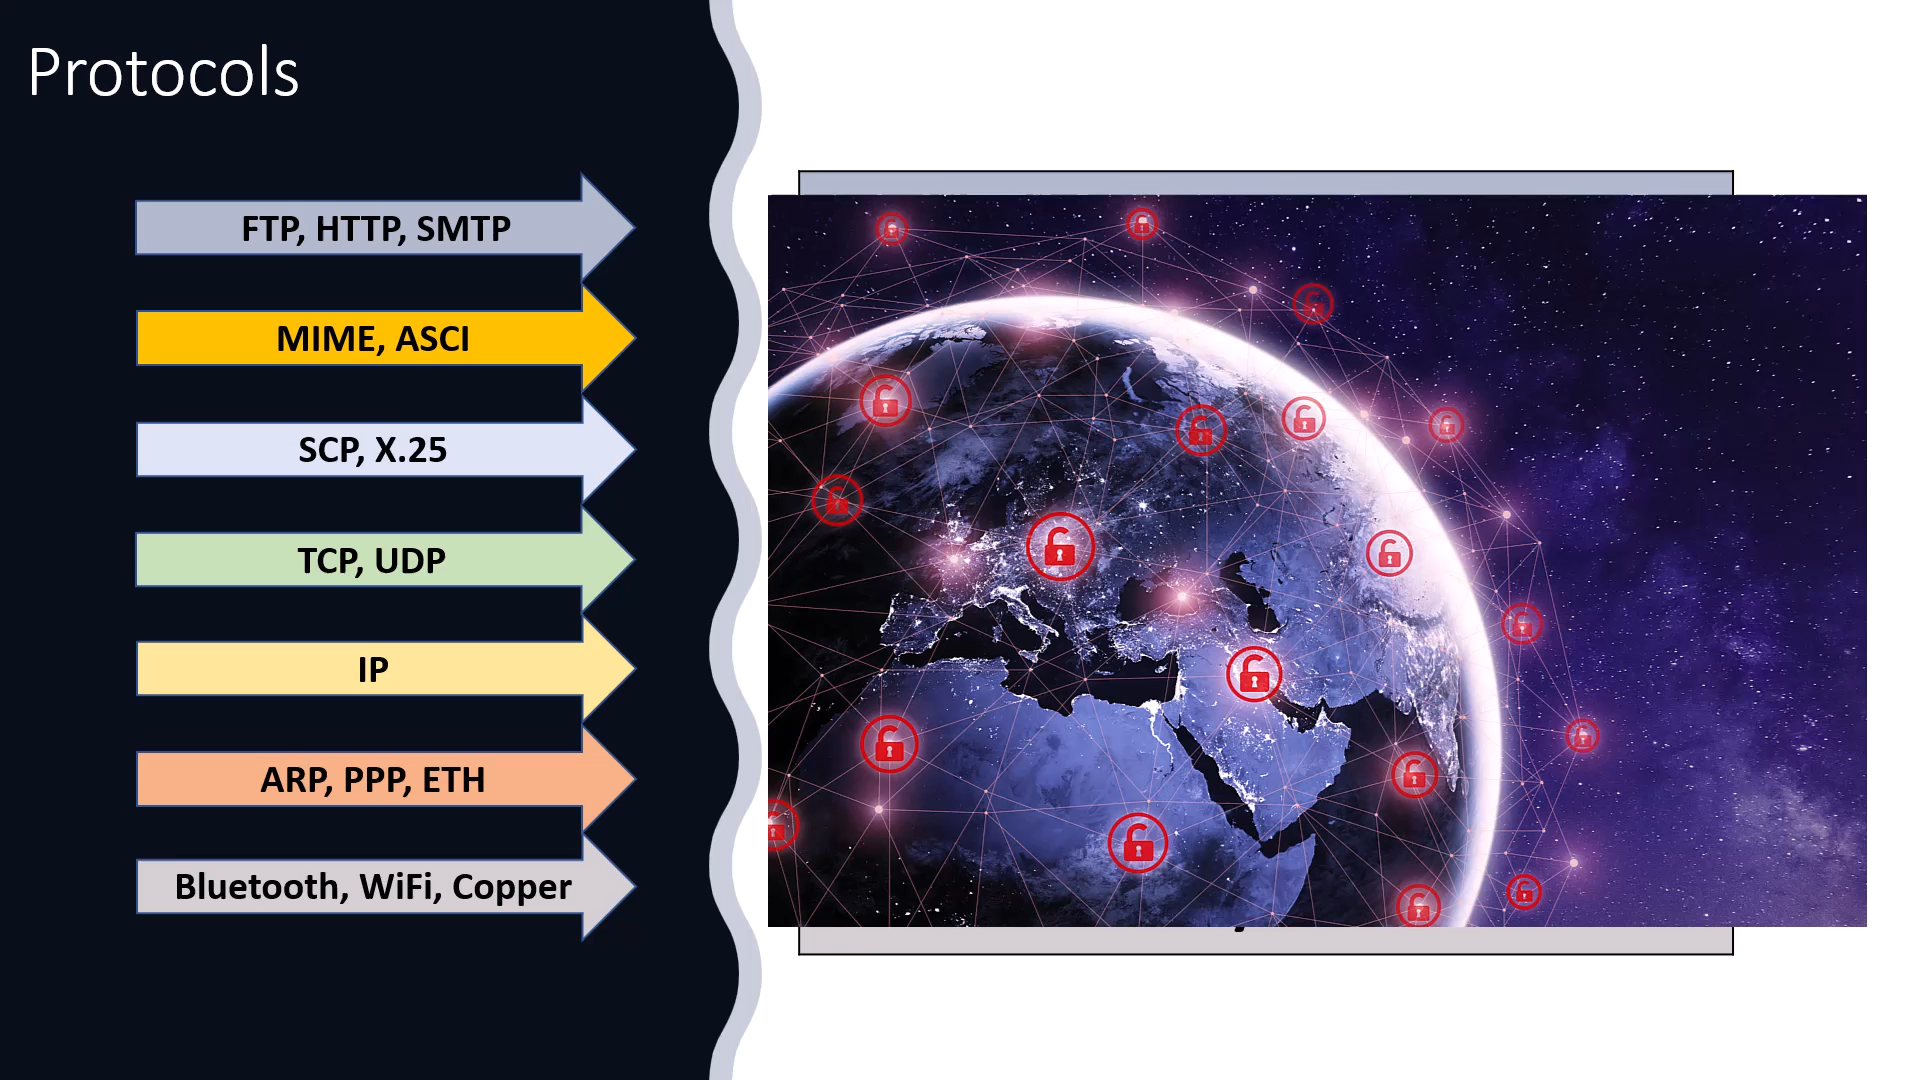 Protocols
FTP, HTTP, SMTP
MIME, ASCI
SCP, X.25
TCP, UDP
IP
ARP, PPP, ETH
Bluetooth, WiFi, Copper